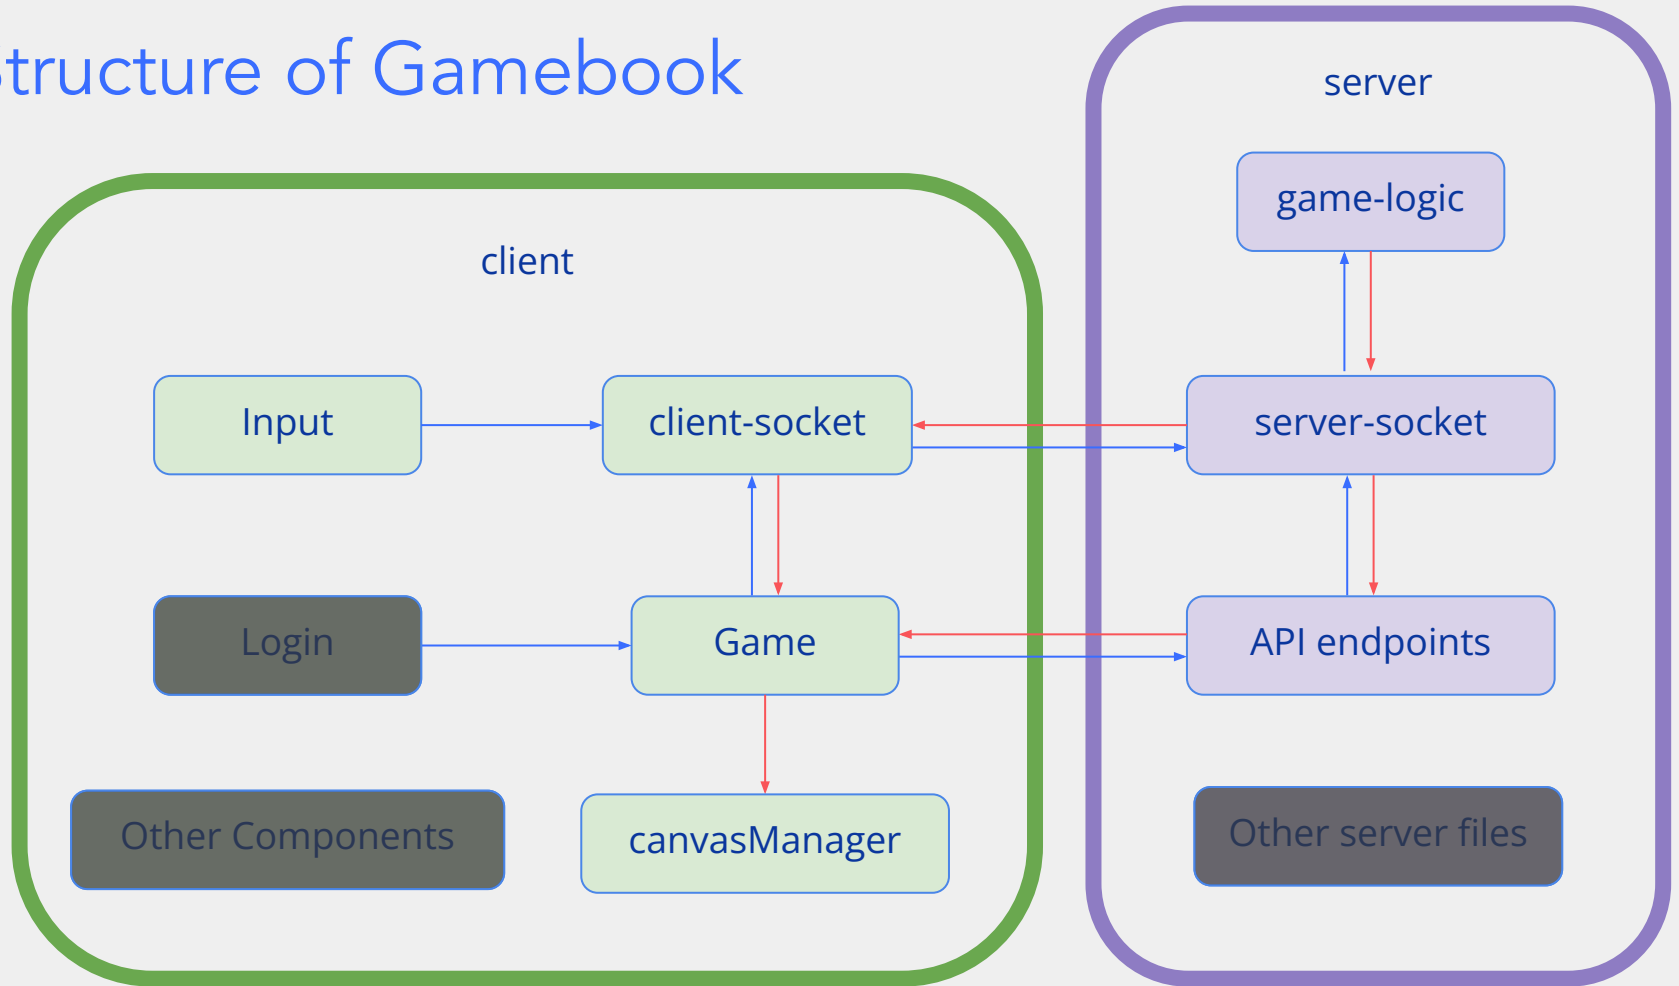 Structure of Gamebook
server
game-logic
client
Input
client-socket
server-socket
Login
Game
API endpoints
Other Components
canvasManager
Other server files